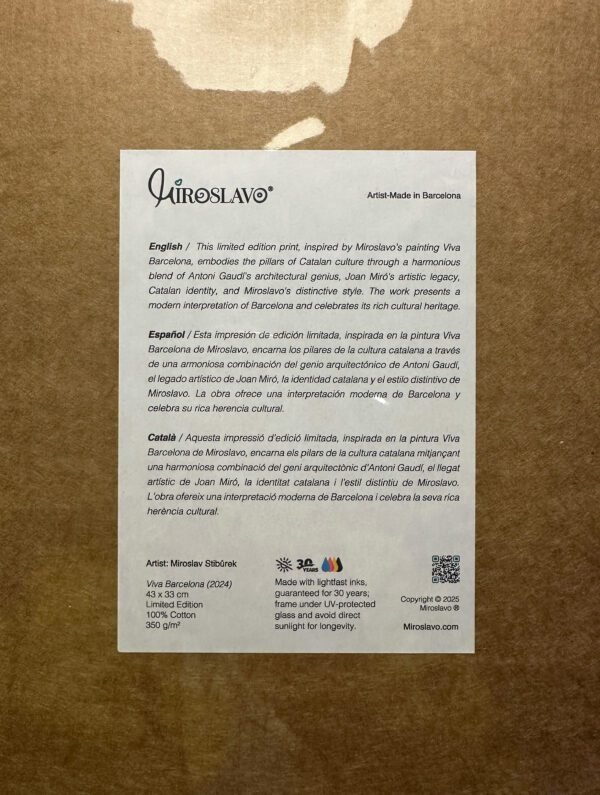 MIROSLAVO®
Artist-Made in Barcelona
English / This limited edition print, inspired by Miroslavo's painting Viva
Barcelona, embodies the pillars of Catalan culture through a harmonious
blend of Antoni Gaudí's architectural genius, Joan Miró's artistic legacy,
Catalan identity, and Miroslavo's distinctive style. The work presents a
modern interpretation of Barcelona and celebrates its rich cultural heritage.
Español / Esta impresión de edición limitada, inspirada en la pintura Viva
Barcelona de Miroslavo, encarna los pilares de la cultura catalana a través
de una armoniosa combinación del genio arquitectónico de Antoni Gaudí,
el legado artístico de Joan Miró, la identidad catalana y el estilo distintivo de
Miroslavo. La obra ofrece una interpretación moderna de Barcelona y
celebra su rica herencia cultural.
Català / Aquesta impressió d'edició limitada, inspirada en la pintura Viva
Barcelona de Miroslavo, encarna els pilars de la cultura catalana mitjançant
una harmoniosa combinació del geni arquitectònic d'Antoni Gaudí, el llegat
artístic de Joan Miró, la identitat catalana i l'estil distintiu de Miroslavo.
L'obra ofereix una interpretació moderna de Barcelona i celebra la seva rica
herència cultural.
Artist: Miroslav Stibůrek
Viva Barcelona (2024)
43 x 33 cm
Limited Edition
100% Cotton
350 g/m²
30
YEARS
Made with lightfast inks,
guaranteed for 30 years;
frame under UV-protected
glass and avoid direct
sunlight for longevity.
Copyright © 2025
Miroslavo ®
Miroslavo.com